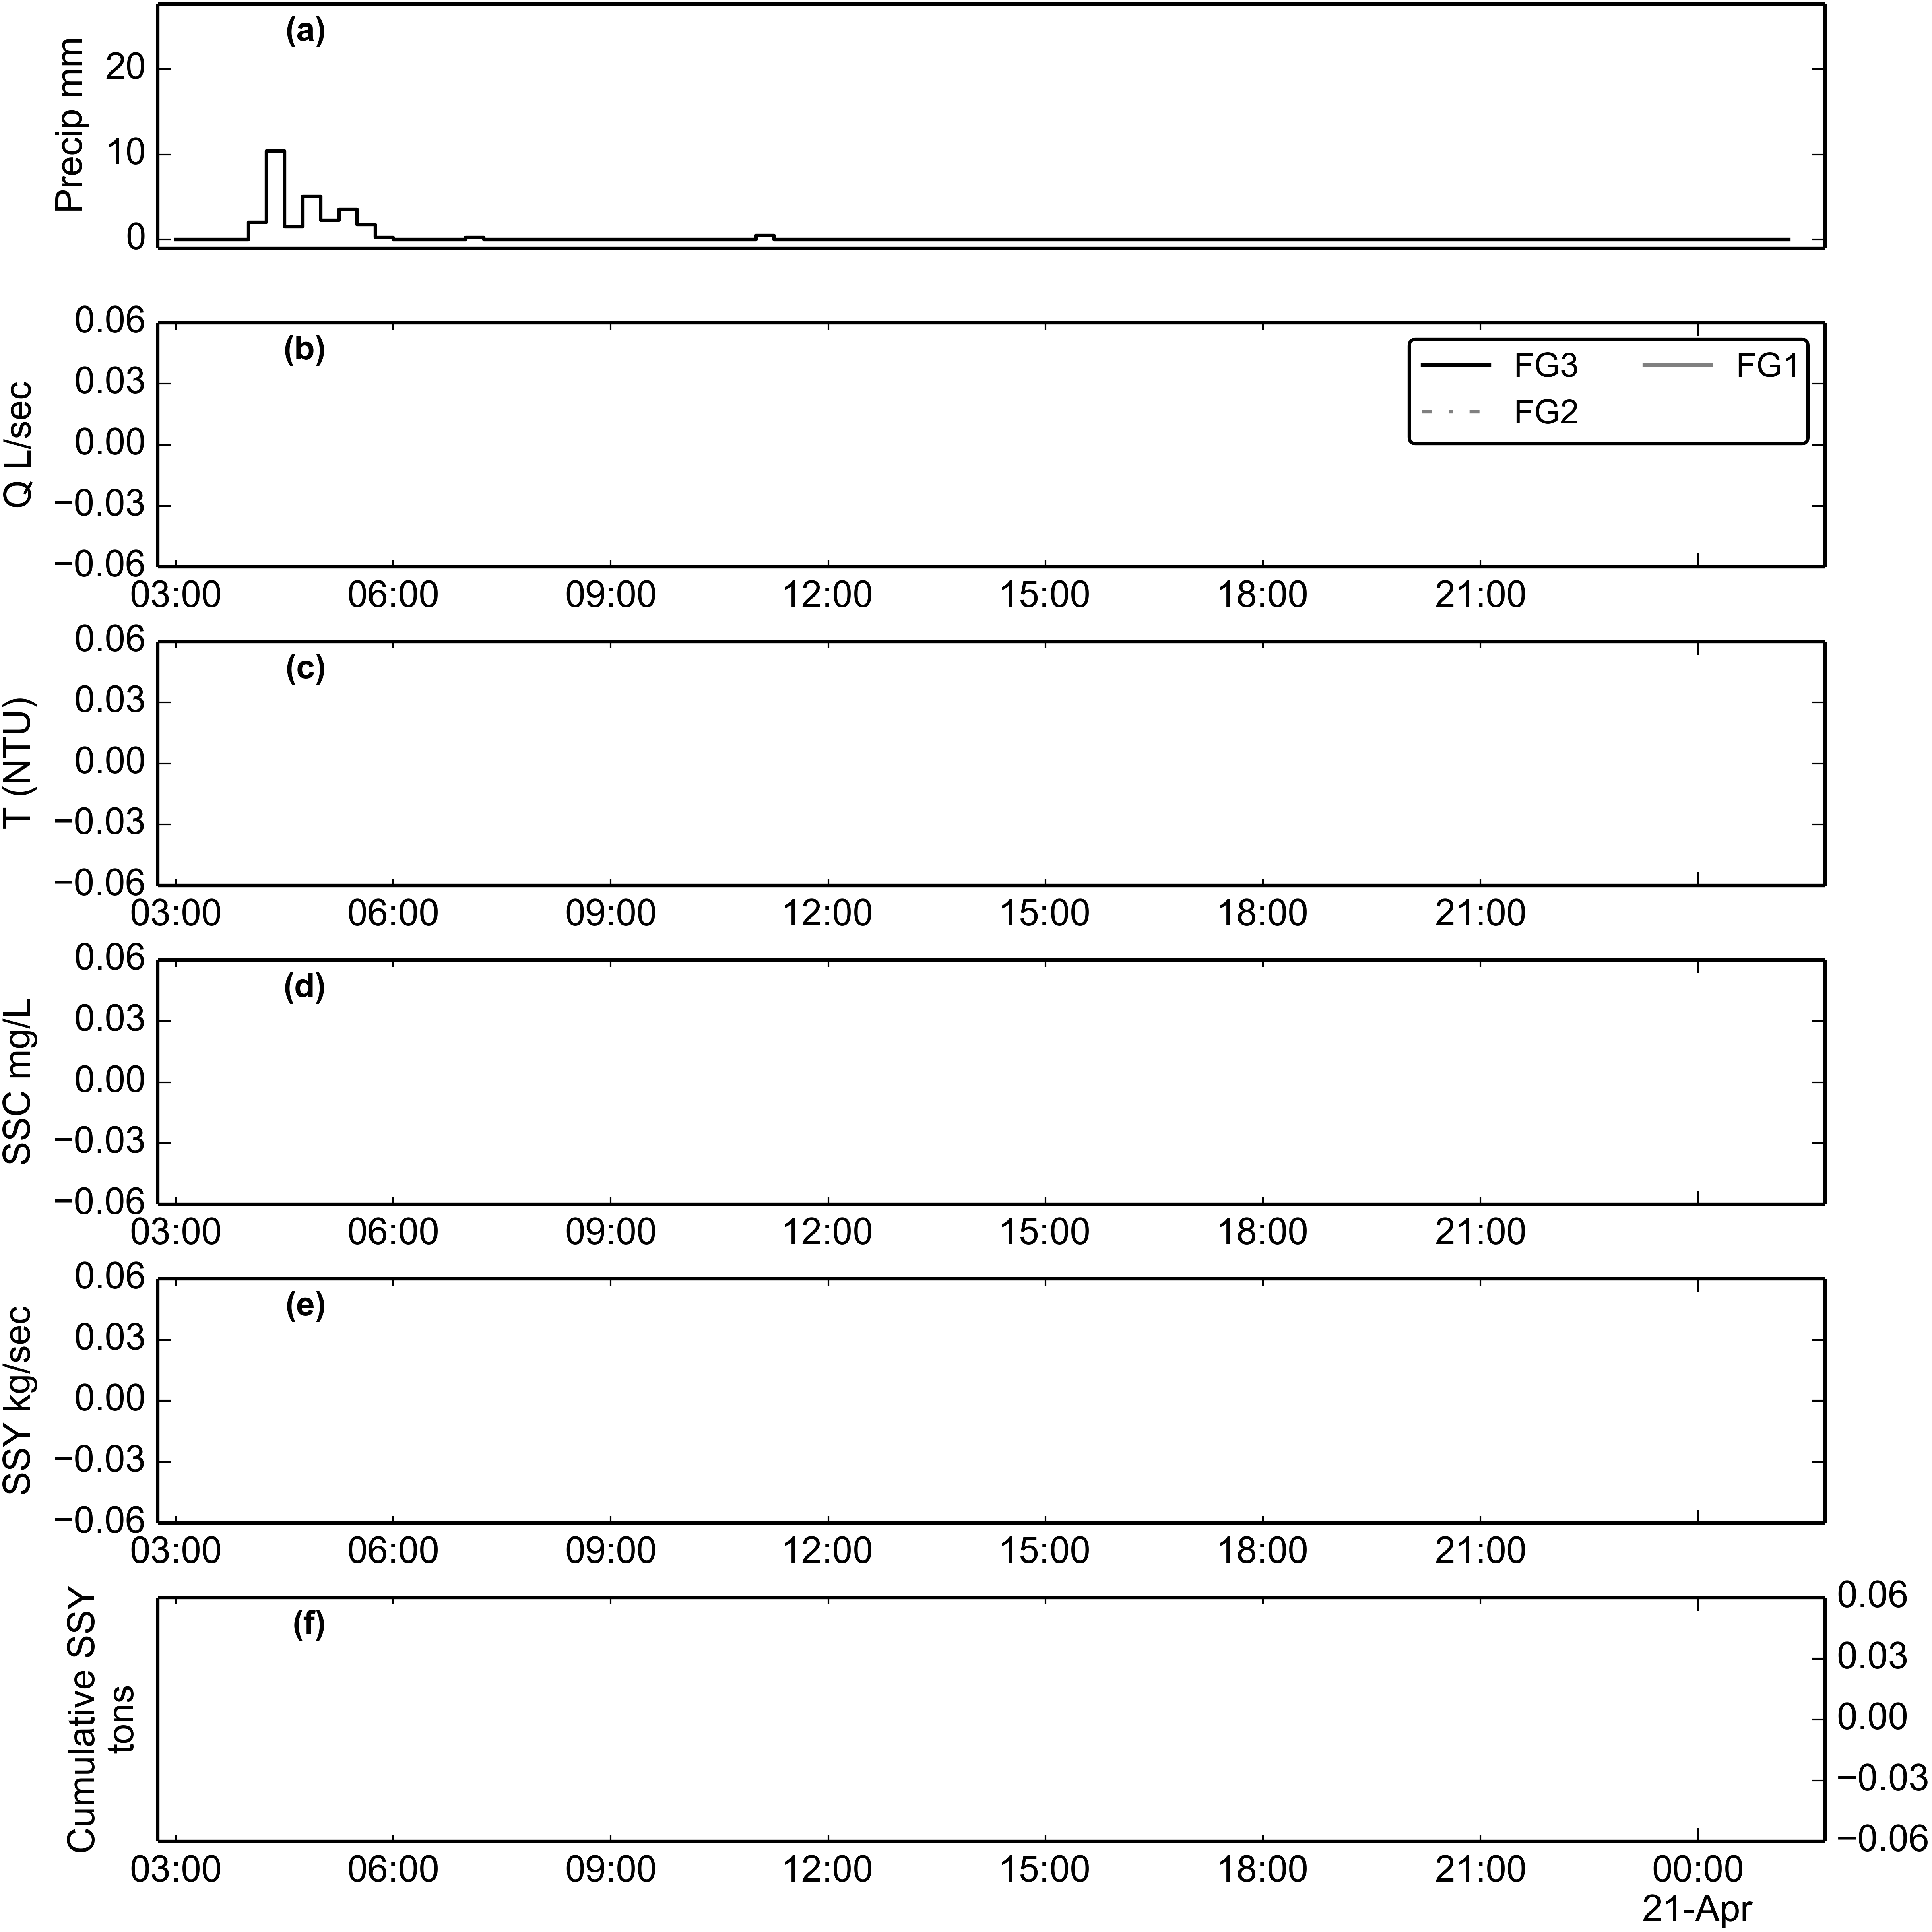 (a)
Precip mm
20
10
0
(b)
Q L/sec
0.06
0.03
0.00
−0.03
−0.06
FG3
FG1
FG2
03:00 06:00 09:00 12:00 15:00 18:00 21:00
(c)
T (NTU)
0.06
0.03
0.00
−0.03
−0.06
03:00 06:00 09:00 12:00 15:00 18:00 21:00
(d)
SSC mg/L
0.06
0.03
0.00
−0.03
−0.06
03:00 06:00 09:00 12:00 15:00 18:00 21:00
(e)
SSY kg/sec
0.06
0.03
0.00
−0.03
−0.06
03:00 06:00 09:00 12:00 15:00 18:00 21:00
(f)
Cumulative SSY
tons
0.06
0.03
0.00
−0.03
−0.06
03:00 06:00 09:00 12:00 15:00 18:00 21:00 00:00
21-Apr